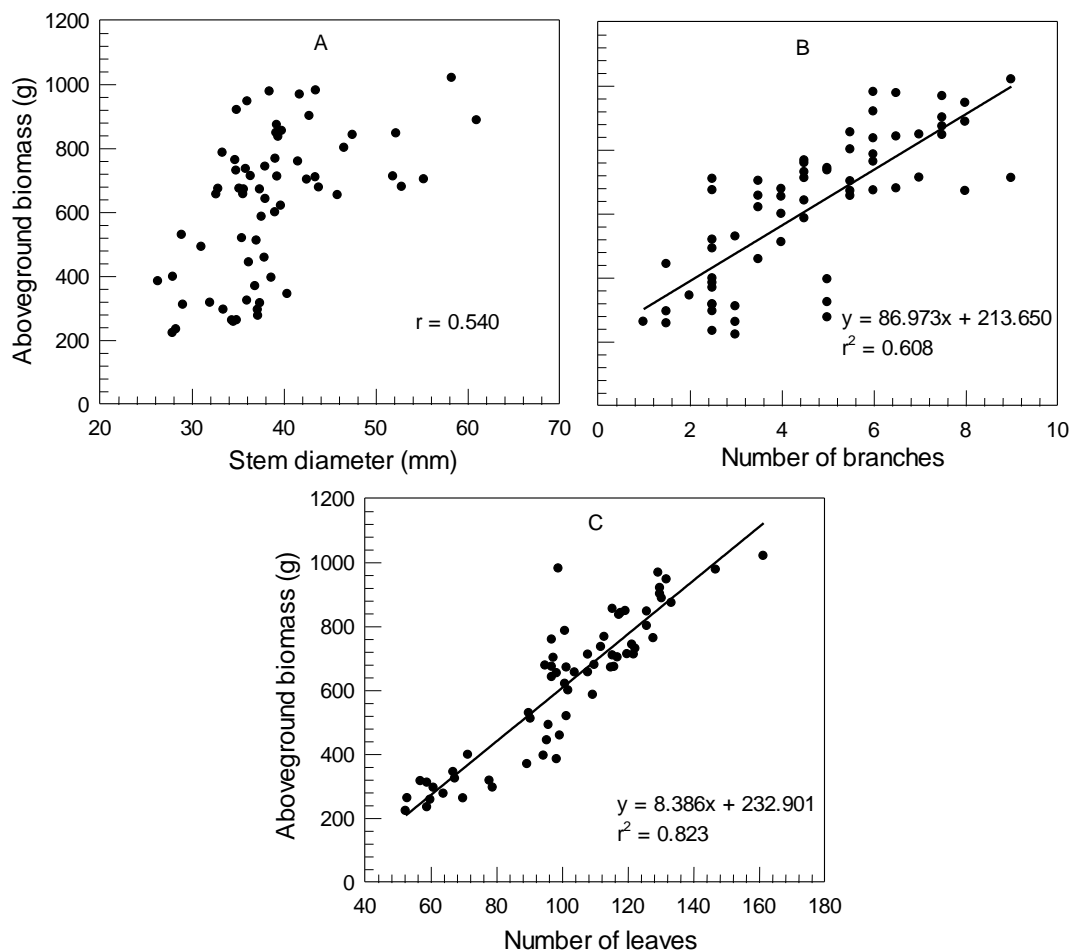 A
Aboveground biomass (g)
1200
1000
800
600
400
200
0
r = 0.540
20 30 40 50 60 70
Stem diameter (mm)
B
y = 86.973x + 213.650
r² = 0.608
0 2 4 6 8 10
Number of branches
C
Aboveground biomass (g)
1200
1000
800
600
400
200
0
y = 8.386x + 232.901
r² = 0.823
40 60 80 100 120 140 160 180
Number of leaves